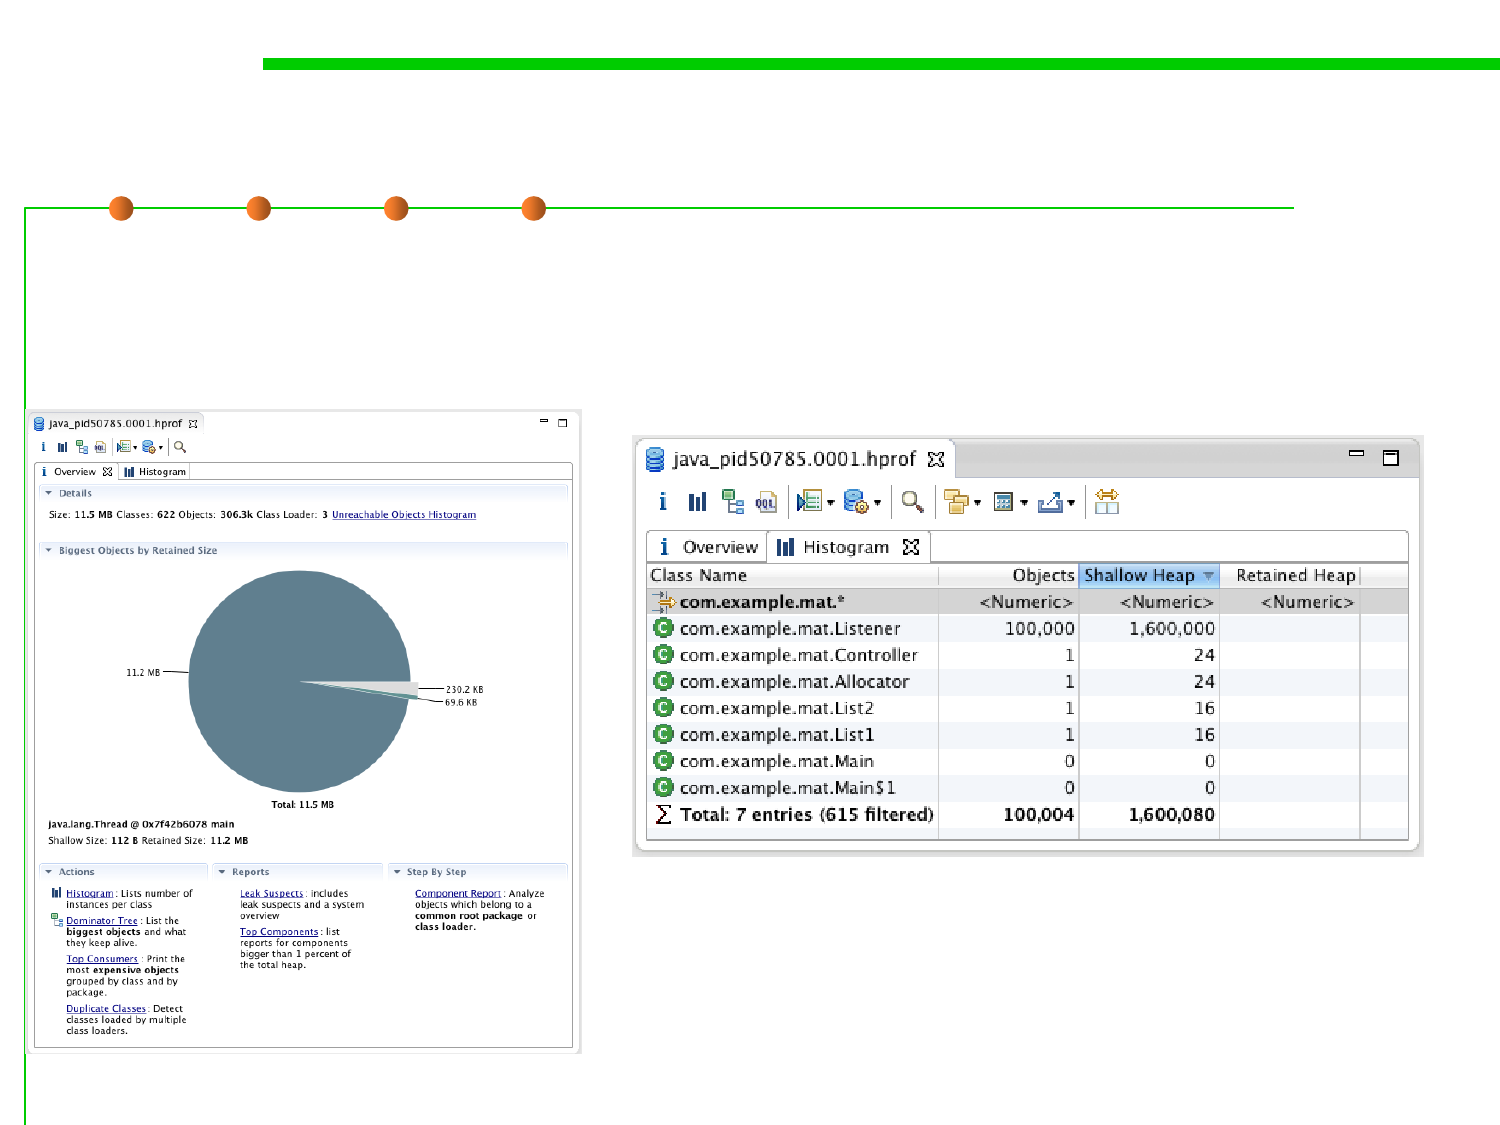 java_pid50785.0001.hprof
Overview Histogram
Details
Size: 11.5 MB Classes: 622 Objects: 306.3k Class Loader: 3 Unreachable Objects Histogram
Biggest Objects by Retained Size
11.2 MB
230.2 KB
69.6 KB
Total: 11.5 MB
java.lang.Thread @ 0x7f42b6078 main
Shallow Size: 112 B Retained Size: 11.2 MB
Actions
Histogram: Lists number of
instances per class
Dominator Tree: List the
biggest objects and what
they keep alive.
Top Consumers: Print the
most expensive objects
grouped by class and by
package.
Duplicate Classes: Detect
classes loaded by multiple
class loaders.
Reports
Leak Suspects: includes
leak suspects and a system
overview
Top Components: list
reports for components
bigger than 1 percent of
the total heap.
Step By Step
Component Report: Analyze
objects which belong to a
common root package or
class loader.
java_pid50785.0001.hprof
OQL
Overview Histogram
Class Name Objects Shallow Heap Retained Heap
com.example.mat.* <Numeric> <Numeric> <Numeric>
C com.example.mat.Listener 100,000 1,600,000
C com.example.mat.Controller 1 24
C com.example.mat.Allocator 1 24
C com.example.mat.List2 1 16
C com.example.mat.List1 1 16
C com.example.mat.Main 0 0
C com.example.mat.Main$1 0 0
Σ Total: 7 entries (615 filtered) 100,004 1,600,080